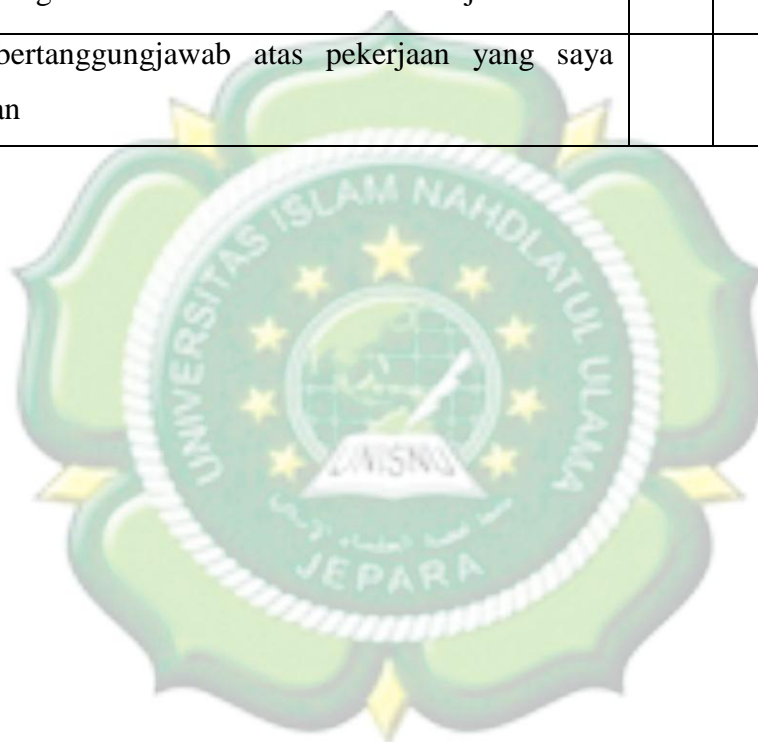 bertanggungjawab atas pekerjaan yang saya
an
UNIVERSITAS ISLAM NAHDLATUL ULAMA
UNISNU
JEPARA